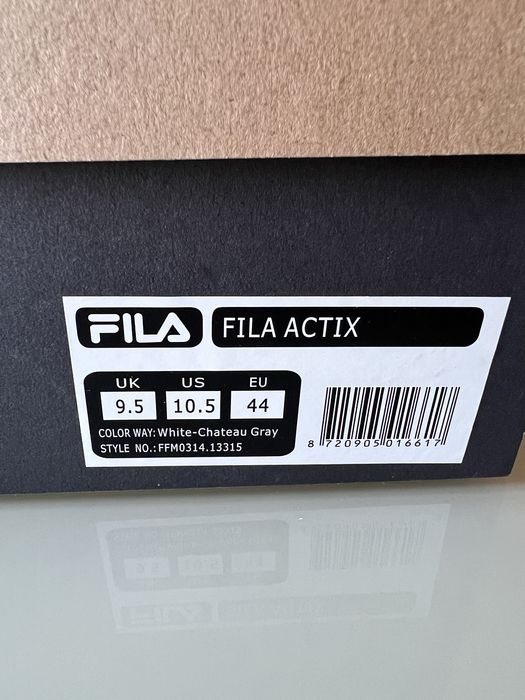 FILA FILA ACTIX
UK US EU
9.5 10.5 44
COLOR WAY: White-Chateau Gray
STYLE NO.: FFM0314.13315
8 720905 016617